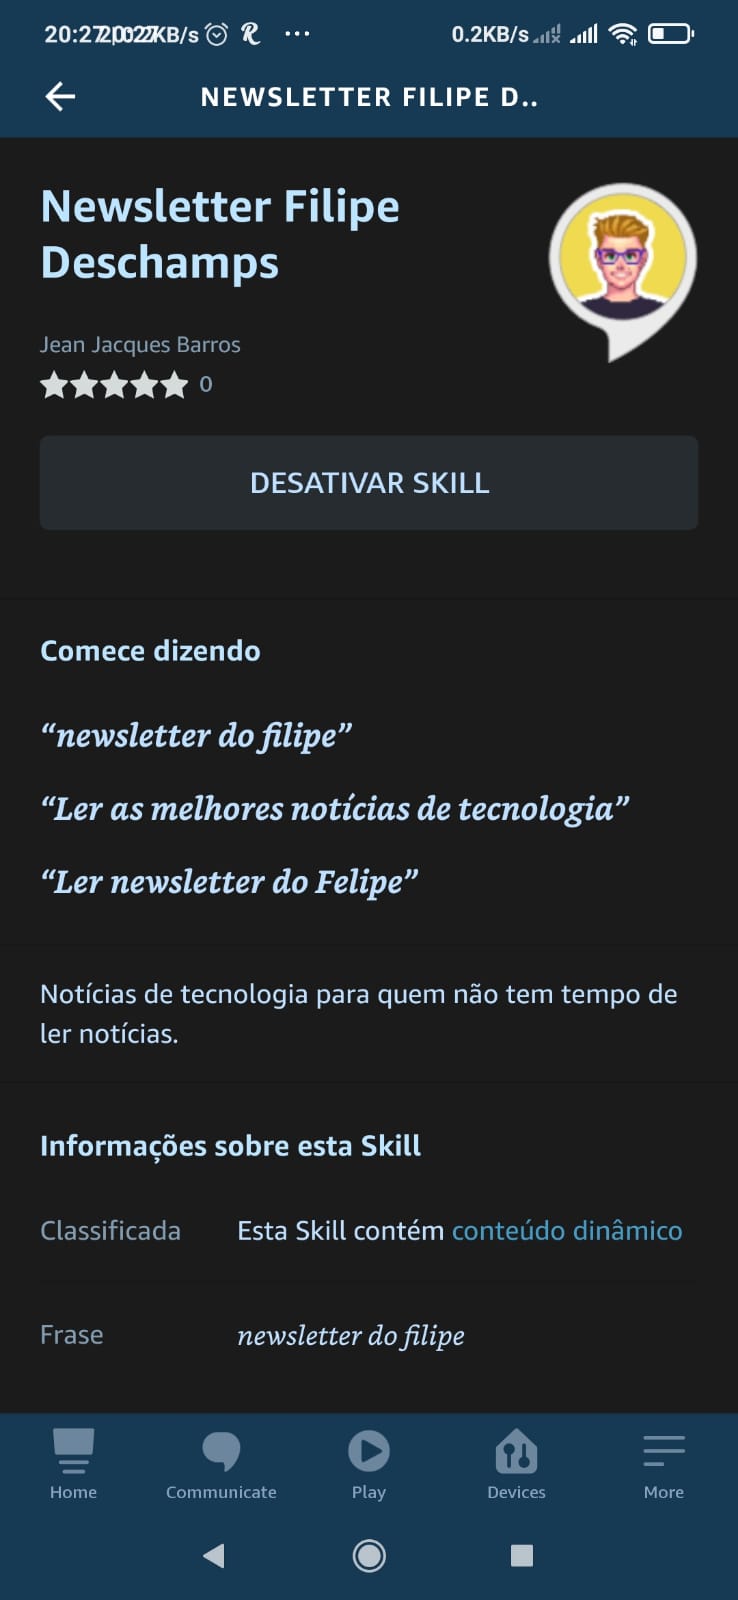 20:27
0.2KB/s
NEWSLETTER FILIPE D..
Newsletter Filipe
Deschamps
Jean Jacques Barros
0
DESATIVAR SKILL
Comece dizendo
“newsletter do filipe”
“Ler as melhores notícias de tecnologia”
“Ler newsletter do Felipe”
Notícias de tecnologia para quem não tem tempo de
ler notícias.
Informações sobre esta Skill
Classificada Esta Skill contém conteúdo dinâmico
Frase newsletter do filipe
Home Communicate Play Devices More